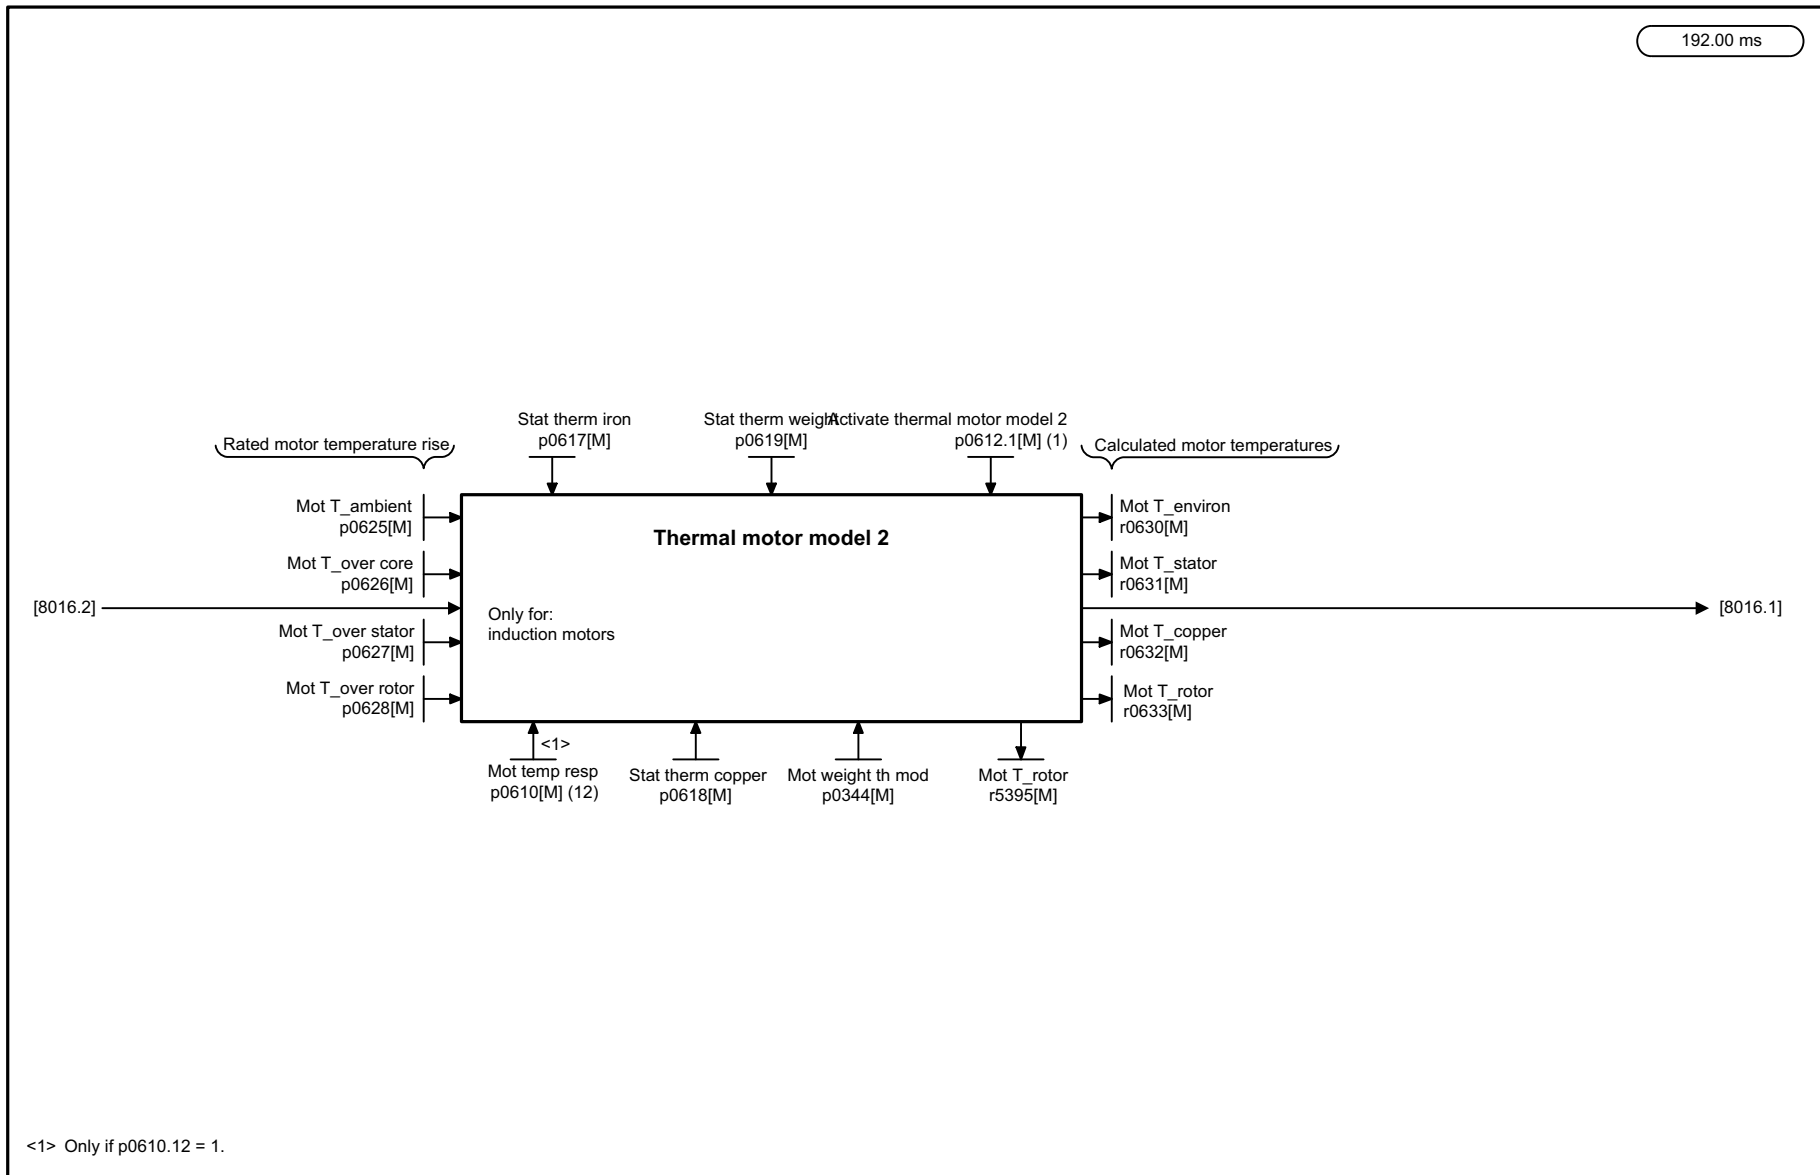 192.00 ms
Stat therm iron
p0617[M]
Stat therm weight
p0619[M]
Activate thermal motor model 2
p0612.1[M] (1)
Rated motor temperature rise
Calculated motor temperatures
Mot T_ambient
p0625[M]
Mot T_over core
p0626[M]
[8016.2]
Mot T_over stator
p0627[M]
Mot T_over rotor
p0628[M]
Thermal motor model 2
Only for:
induction motors
Mot T_environ
r0630[M]
Mot T_stator
r0631[M]
[8016.1]
Mot T_copper
r0632[M]
Mot T_rotor
r0633[M]
<1>
Mot temp resp
p0610[M] (12)
Stat therm copper
p0618[M]
Mot weight th mod
p0344[M]
Mot T_rotor
r5395[M]
<1> Only if p0610.12 = 1.